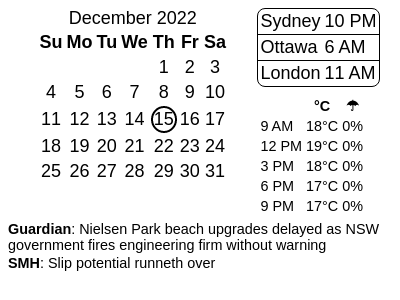 December 2022
Su Mo Tu We Th Fr Sa
1 2 3
4 5 6 7 8 9 10
11 12 13 14 15 16 17
18 19 20 21 22 23 24
25 26 27 28 29 30 31
Sydney 10 PM
Ottawa 6 AM
London 11 AM
°C ☂
9 AM 18°C 0%
12 PM 19°C 0%
3 PM 18°C 0%
6 PM 17°C 0%
9 PM 17°C 0%
Guardian: Nielsen Park beach upgrades delayed as NSW
government fires engineering firm without warning
SMH: Slip potential runneth over